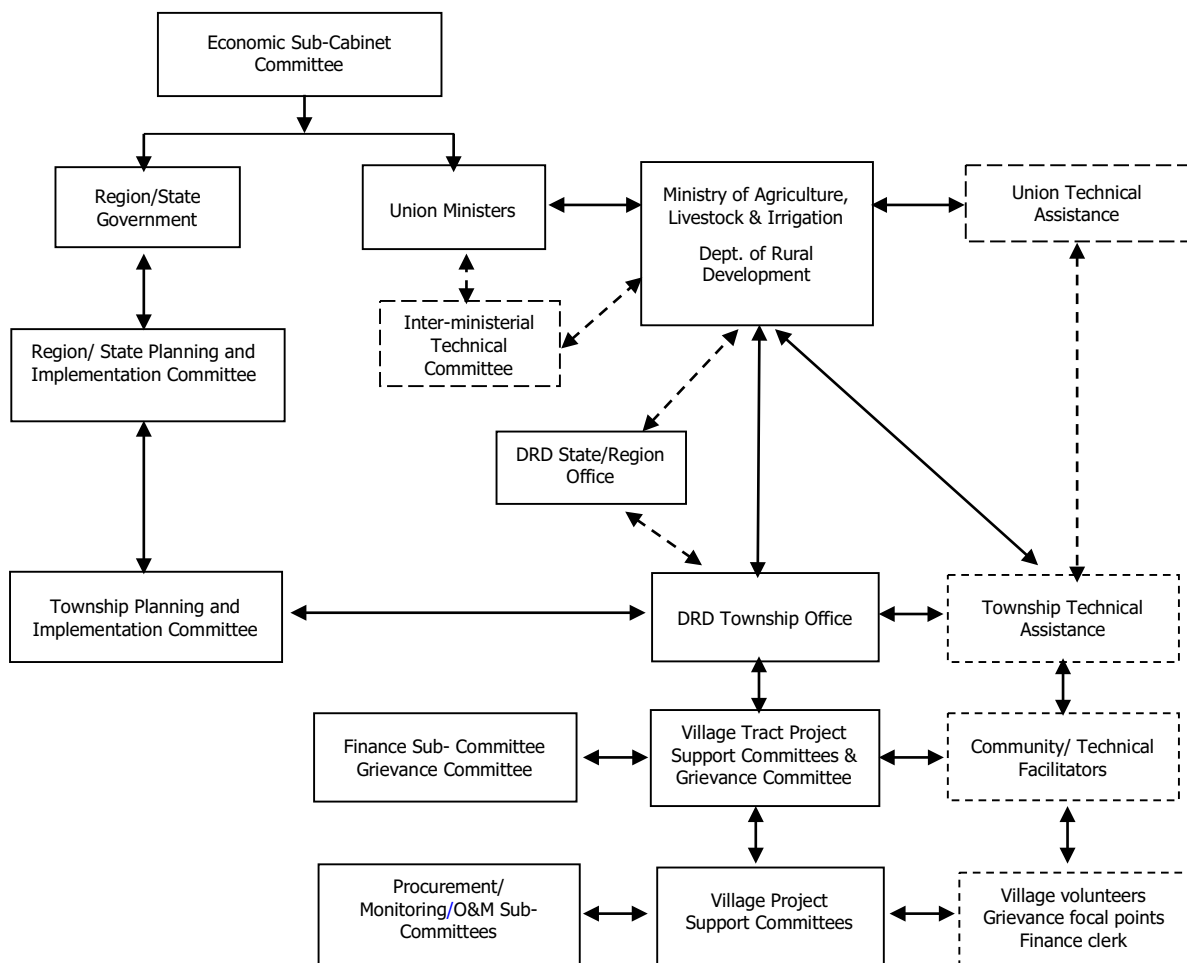 Economic Sub-Cabinet
Committee
Region/State
Government
Union Ministers
Ministry of Agriculture,
Livestock & Irrigation
Dept. of Rural
Development
Union Technical
Assistance
Inter-ministerial
Technical
Committee
Region/ State Planning and
Implementation Committee
DRD State/Region
Office
Township Planning and
Implementation Committee
DRD Township Office
Township Technical
Assistance
Finance Sub- Committee
Grievance Committee
Village Tract Project
Support Committees &
Grievance Committee
Community/ Technical
Facilitators
Procurement/
Monitoring/O&M Sub-
Committees
Village Project
Support Committees
Village volunteers
Grievance focal points
Finance clerk